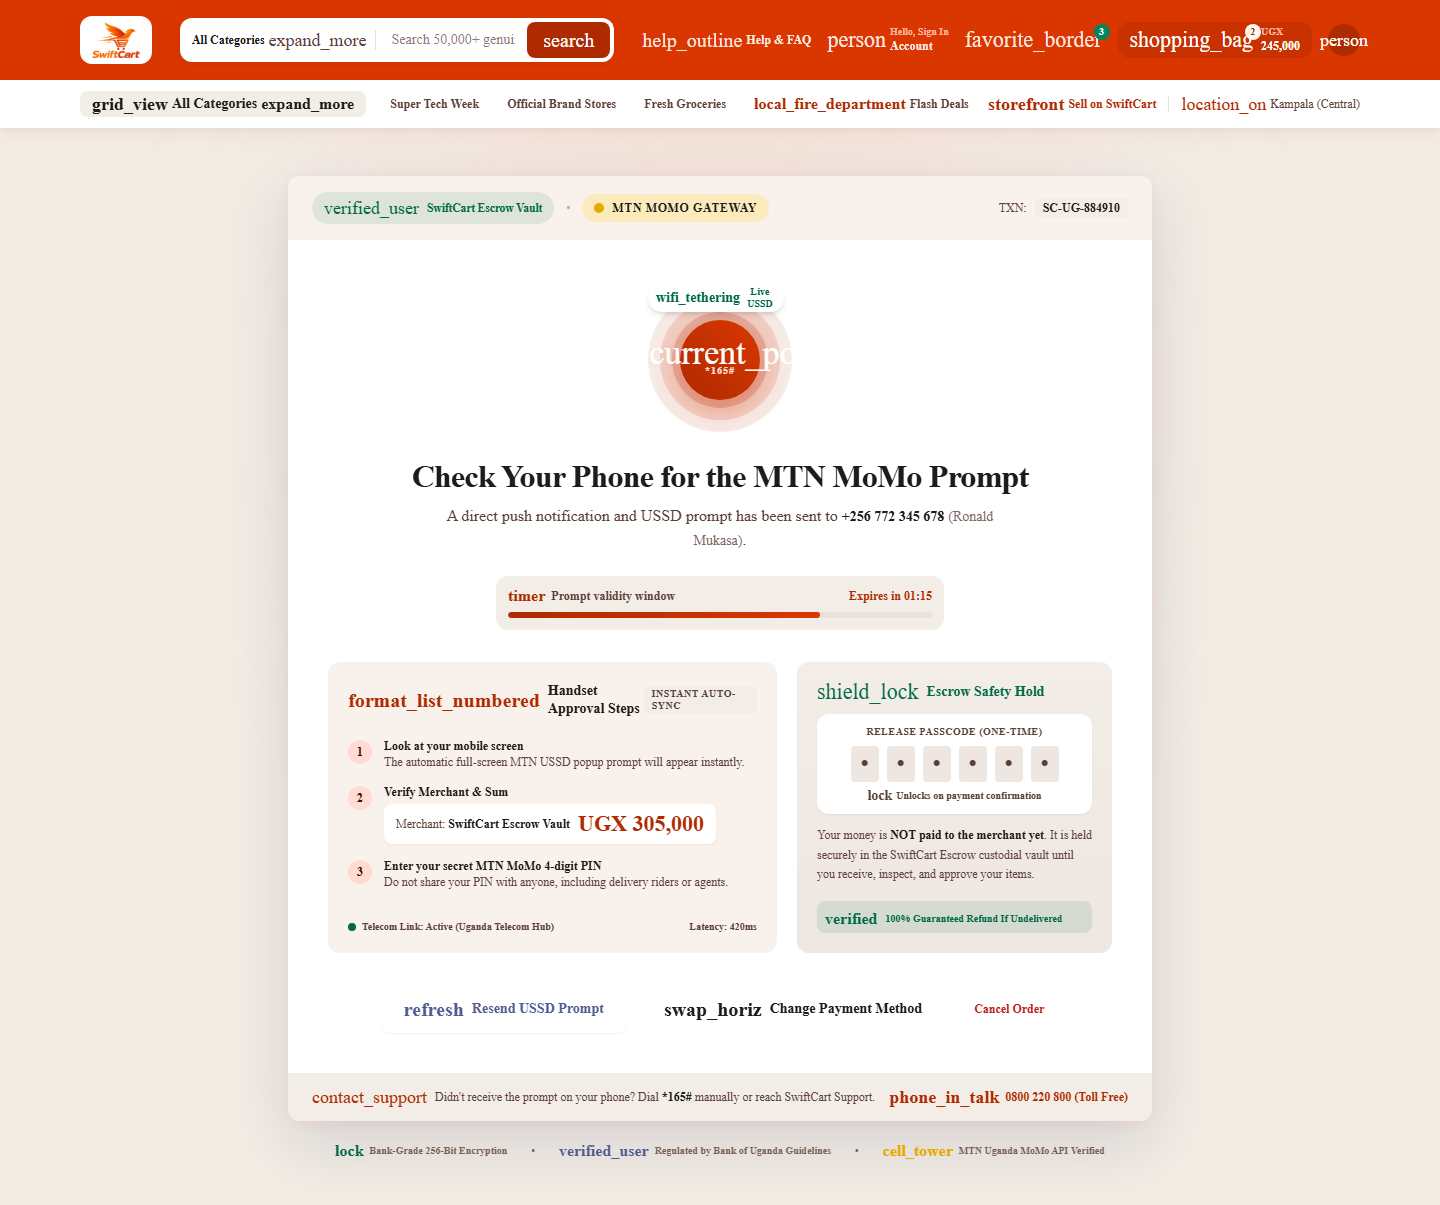 SwiftCart
All Categories expand_more Search 50,000+ genui search
help_outline Help & FAQ
person Hello, Sign In
Account
favorite_border 3
shopping_bag 2 UGX
245,000
person
grid_view All Categories expand_more Super Tech Week Official Brand Stores Fresh Groceries local_fire_department Flash Deals storefront Sell on SwiftCart location_on Kampala (Central)
verified_user SwiftCart Escrow Vault • MTN MOMO GATEWAY TXN: SC-UG-884910
wifi_tethering Live
USSD
current_po
*165#
Check Your Phone for the MTN MoMo Prompt
A direct push notification and USSD prompt has been sent to +256 772 345 678 (Ronald
Mukasa).
timer Prompt validity window Expires in 01:15
format_list_numbered Handset
Approval Steps
INSTANT AUTO-
SYNC
1 Look at your mobile screen
The automatic full-screen MTN USSD popup prompt will appear instantly.
2 Verify Merchant & Sum
Merchant: SwiftCart Escrow Vault UGX 305,000
3 Enter your secret MTN MoMo 4-digit PIN
Do not share your PIN with anyone, including delivery riders or agents.
Telecom Link: Active (Uganda Telecom Hub) Latency: 420ms
shield_lock Escrow Safety Hold
RELEASE PASSCODE (ONE-TIME)
• • • • • •
lock Unlocks on payment confirmation
Your money is NOT paid to the merchant yet. It is held
securely in the SwiftCart Escrow custodial vault until
you receive, inspect, and approve your items.
verified 100% Guaranteed Refund If Undelivered
refresh Resend USSD Prompt swap_horiz Change Payment Method Cancel Order
contact_support Didn't receive the prompt on your phone? Dial *165# manually or reach SwiftCart Support. phone_in_talk 0800 220 800 (Toll Free)
lock Bank-Grade 256-Bit Encryption • verified_user Regulated by Bank of Uganda Guidelines • cell_tower MTN Uganda MoMo API Verified